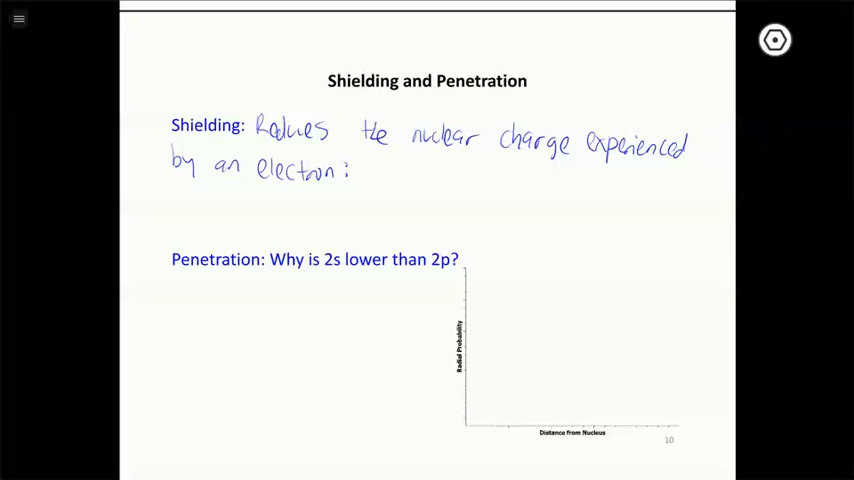 Shielding and Penetration
Shielding: Reduces the nuclear charge experienced
by an electron:
Penetration: Why is 2s lower than 2p?
Radial Probability
Distance from Nucleus
10